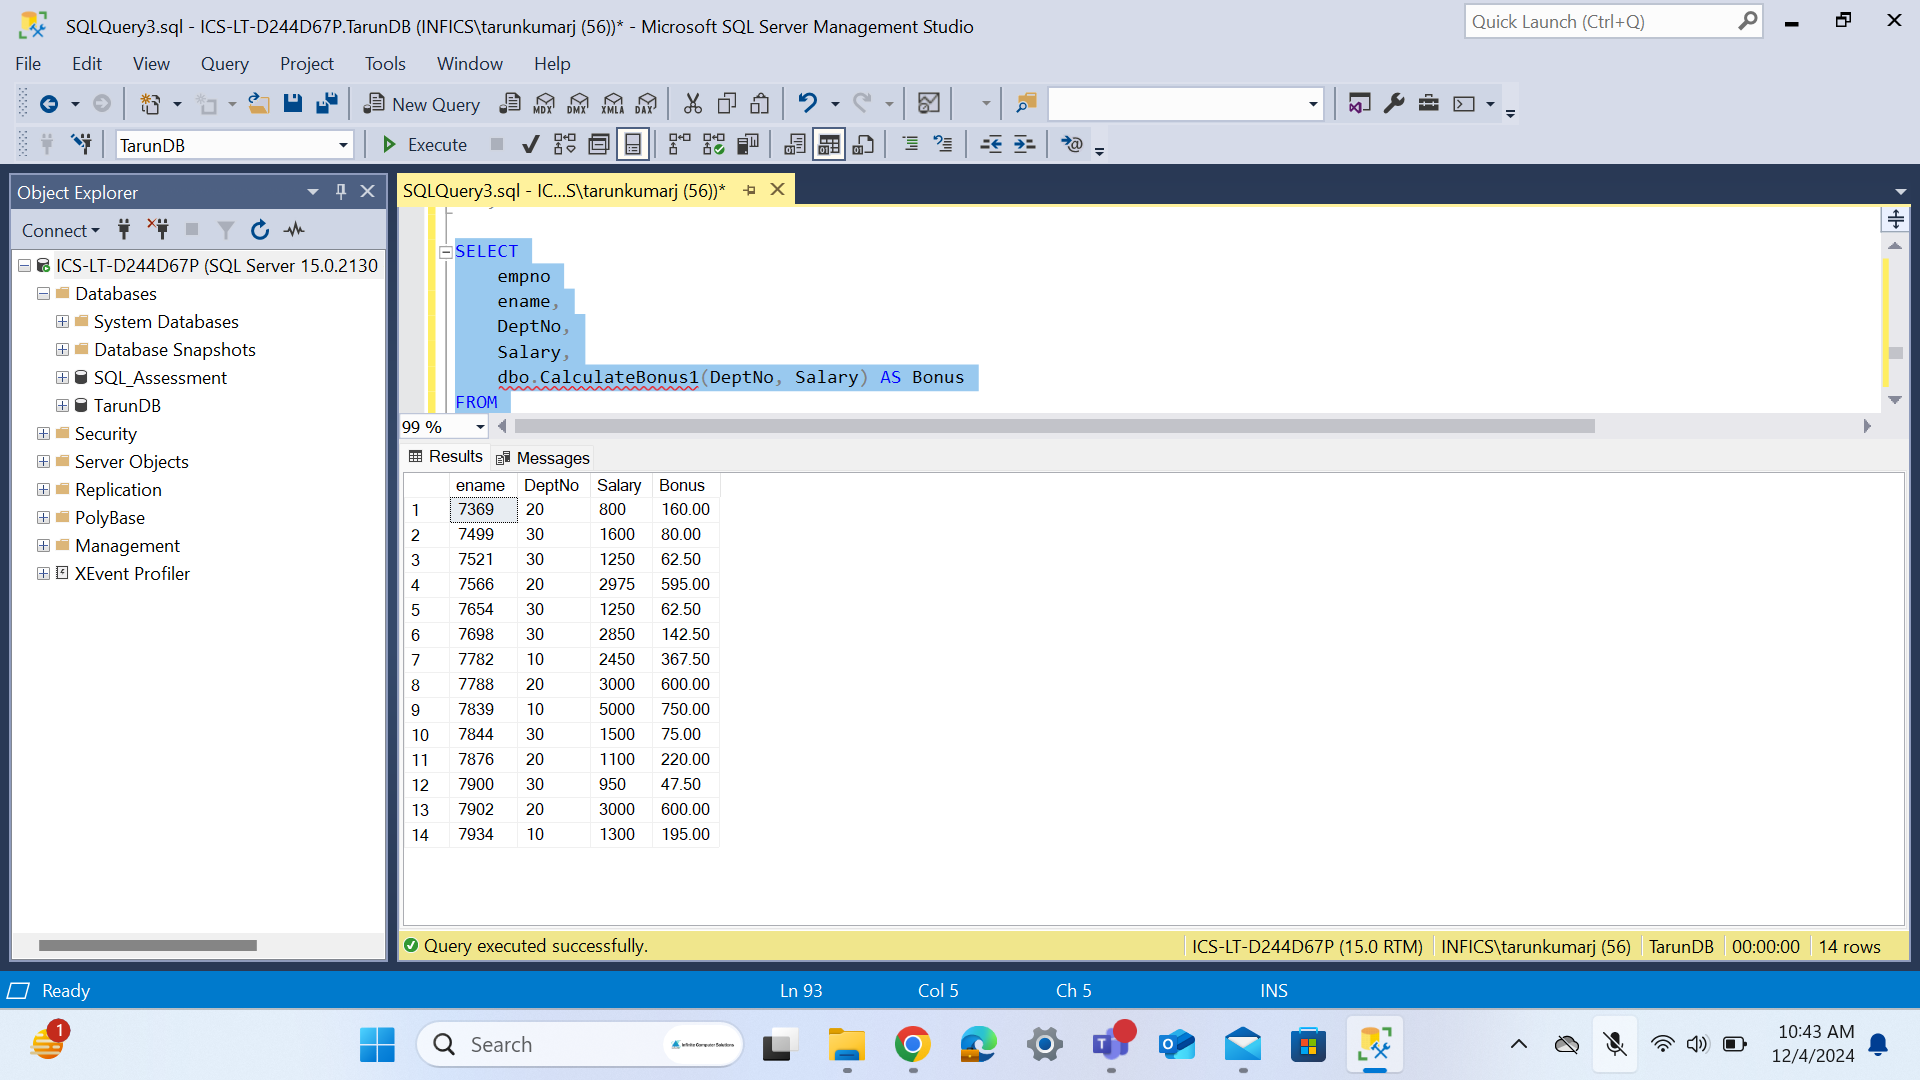 SQLQuery3.sql - ICS-LT-D244D67P.TarunDB (INFICS\tarunkumarj (56))* - Microsoft SQL Server Management Studio
Quick Launch (Ctrl+Q)
File Edit View Query Project Tools Window Help
New Query MDX DMX XMLA DAX
TarunDB Execute
Object Explorer
Connect
ICS-LT-D244D67P (SQL Server 15.0.2130
Databases
System Databases
Database Snapshots
SQL_Assessment
TarunDB
Security
Server Objects
Replication
PolyBase
Management
XEvent Profiler
SQLQuery3.sql - IC...S\tarunkumarj (56))*
SELECT
empno
ename,
DeptNo,
Salary,
dbo.CalculateBonus1(DeptNo, Salary) AS Bonus
FROM
99 %
Results Messages
ename DeptNo Salary Bonus
1 7369 20 800 160.00
2 7499 30 1600 80.00
3 7521 30 1250 62.50
4 7566 20 2975 595.00
5 7654 30 1250 62.50
6 7698 30 2850 142.50
7 7782 10 2450 367.50
8 7788 20 3000 600.00
9 7839 10 5000 750.00
10 7844 30 1500 75.00
11 7876 20 1100 220.00
12 7900 30 950 47.50
13 7902 20 3000 600.00
14 7934 10 1300 195.00
Query executed successfully. ICS-LT-D244D67P (15.0 RTM) INFICS\tarunkumarj (56) TarunDB 00:00:00 14 rows
Ready Ln 93 Col 5 Ch 5 INS
1 Search Infinite Computer Solutions
10:43 AM
12/4/2024